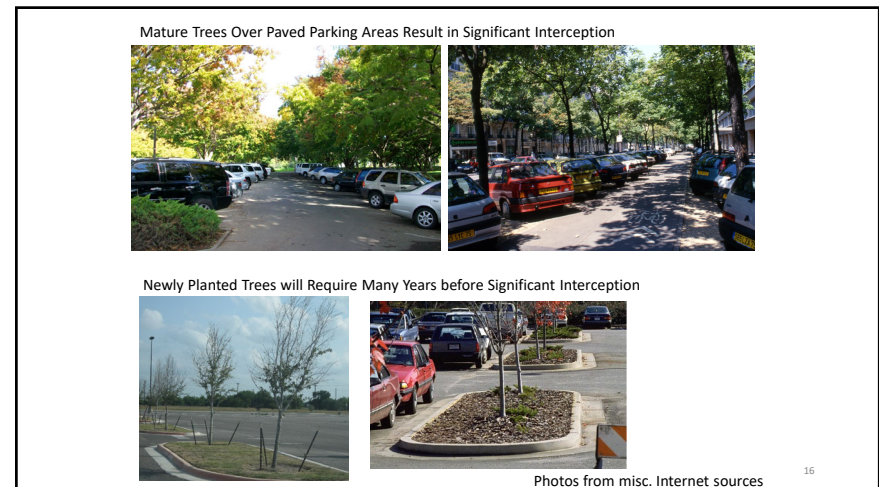 Mature Trees Over Paved Parking Areas Result in Significant Interception
Newly Planted Trees will Require Many Years before Significant Interception
Photos from misc. Internet sources
16